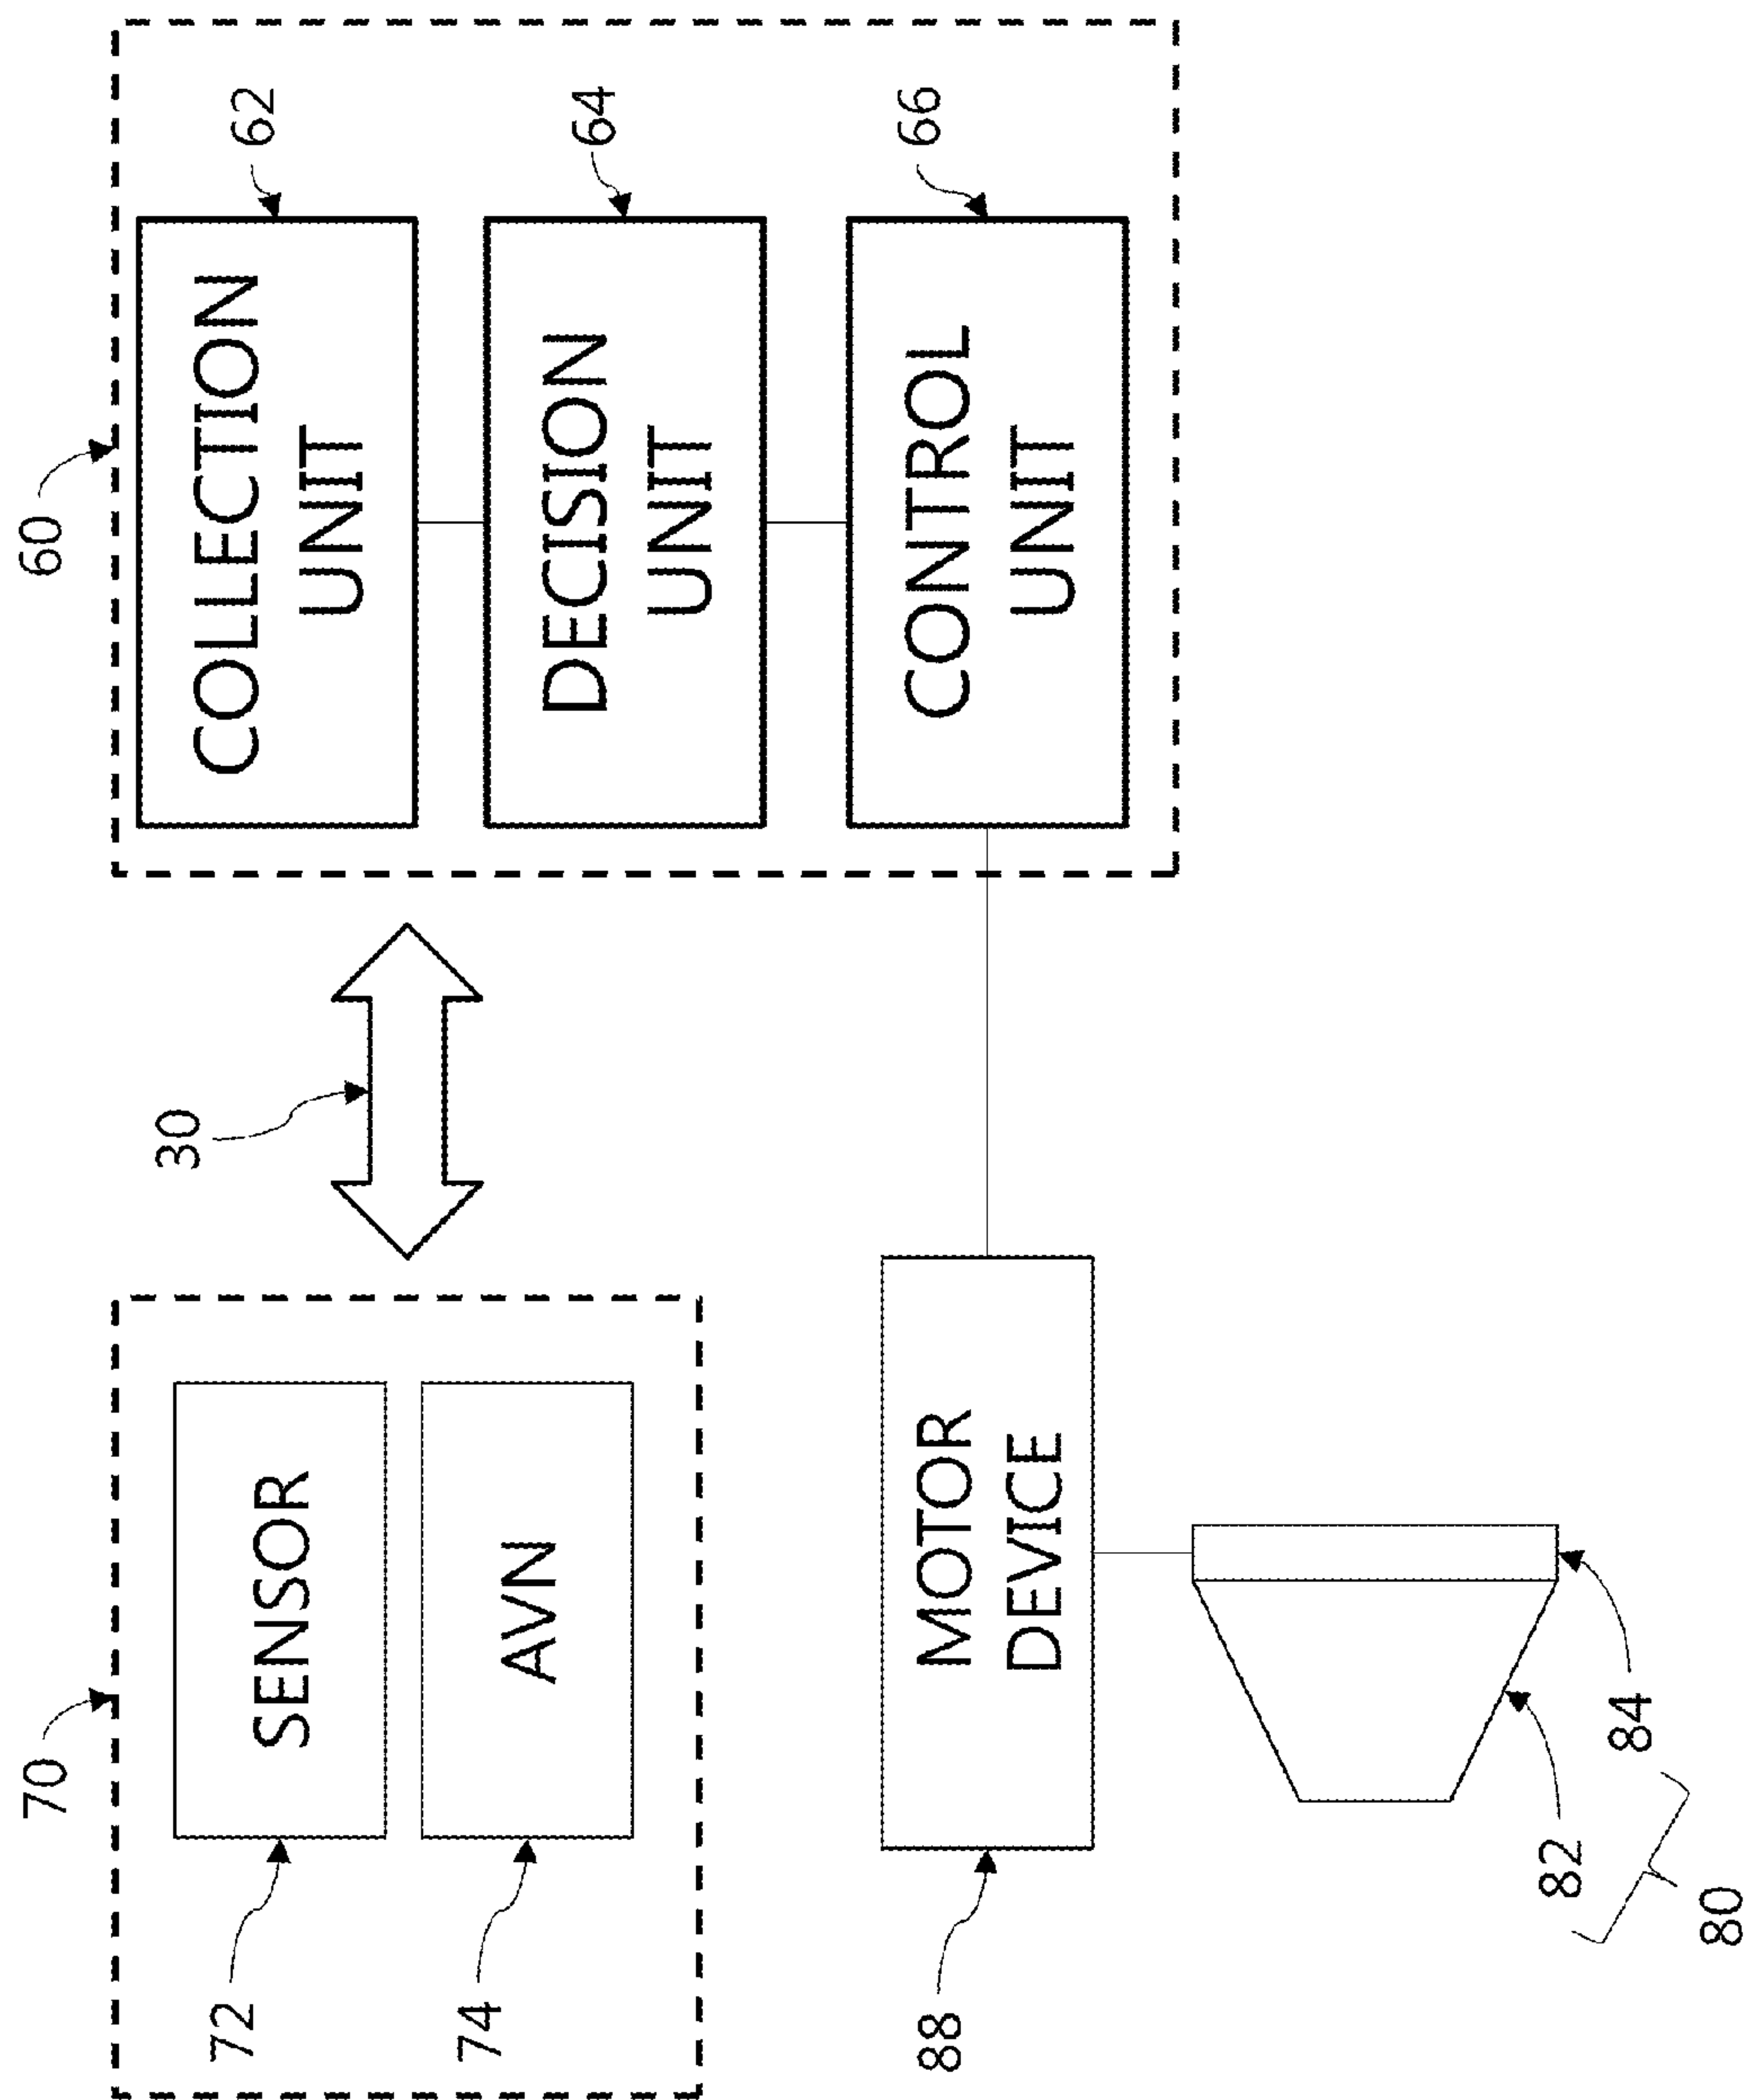 70
60
72
SENSOR
74
AVN
30
COLLECTION
UNIT
62
DECISION
UNIT
64
CONTROL
UNIT
66
88
MOTOR
DEVICE
82
84
80